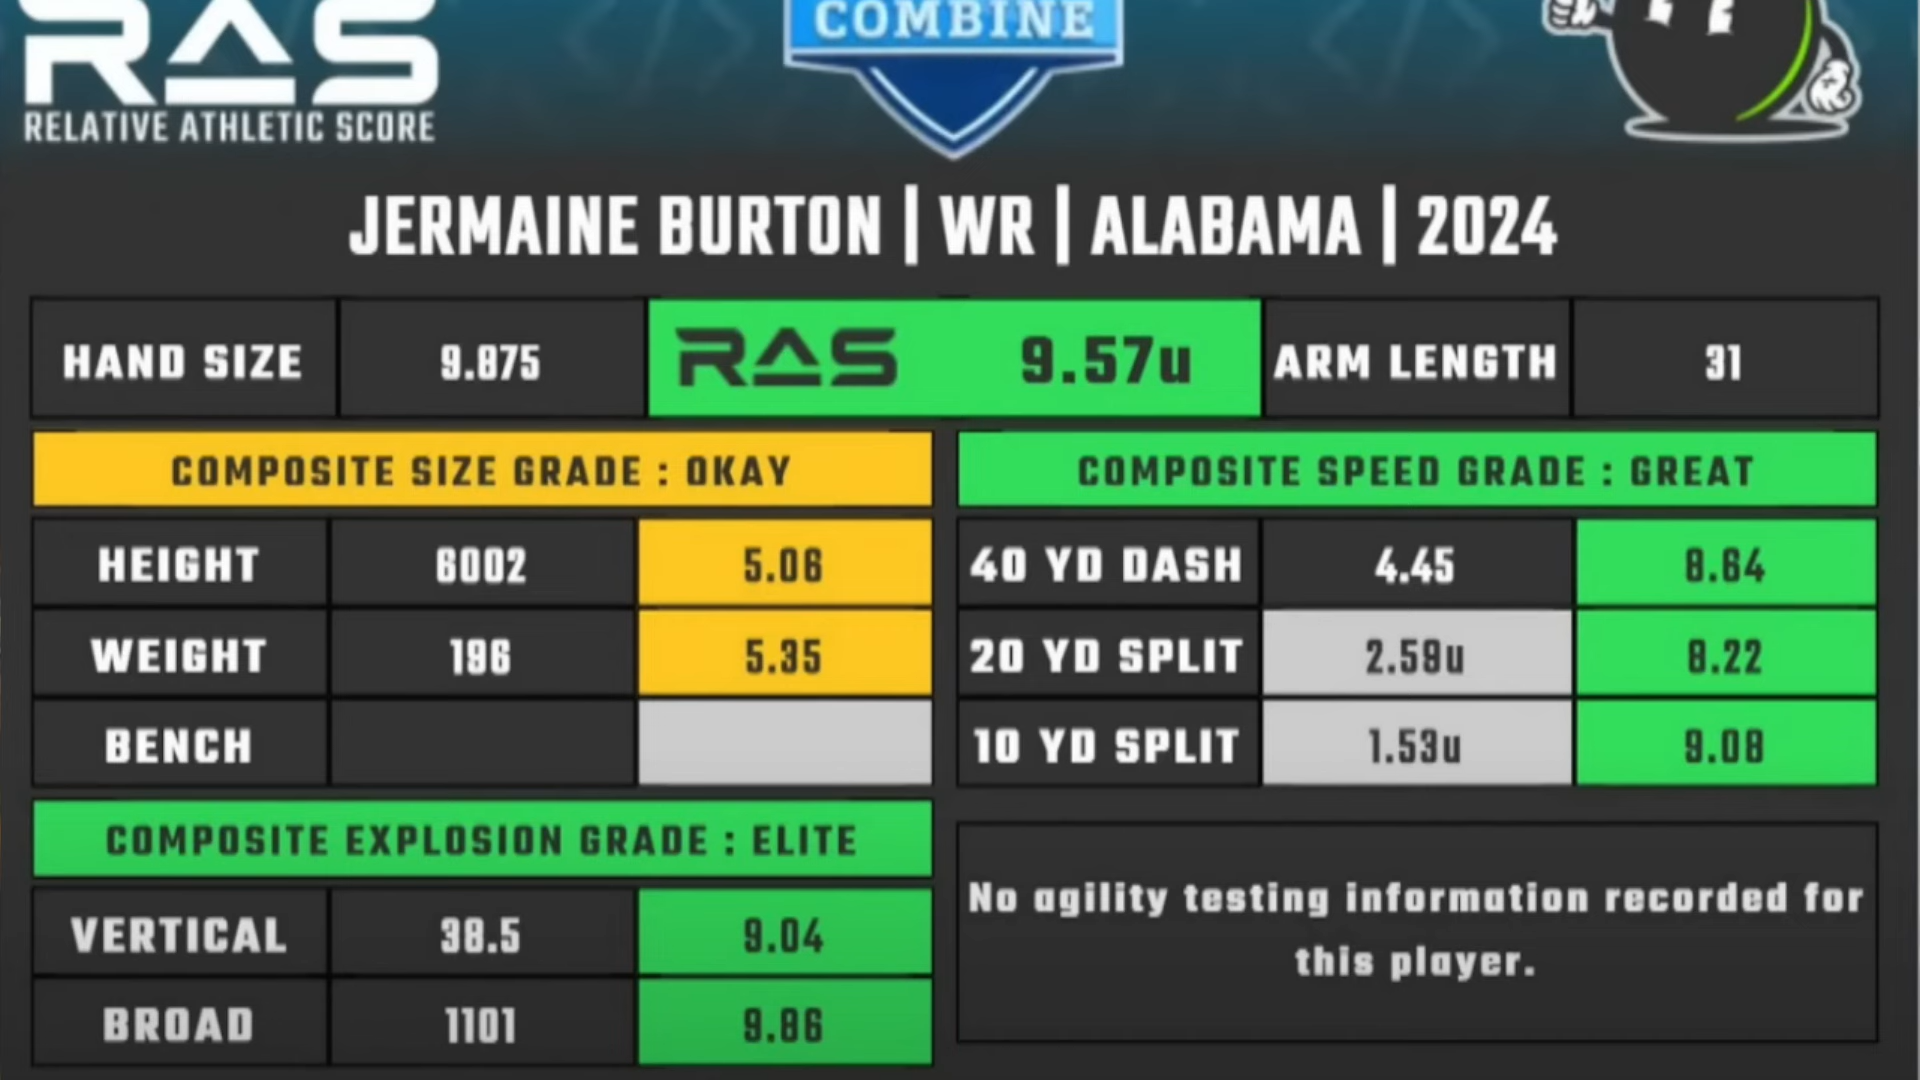 RAS
RELATIVE ATHLETIC SCORE
COMBINE
JERMAINE BURTON | WR | ALABAMA | 2024
HAND SIZE 9.875 RAS 9.57u ARM LENGTH 31
COMPOSITE SIZE GRADE : OKAY
HEIGHT 6002 5.06
WEIGHT 196 5.35
BENCH
COMPOSITE SPEED GRADE : GREAT
40 YD DASH 4.45 8.64
20 YD SPLIT 2.59u 8.22
10 YD SPLIT 1.53u 9.08
COMPOSITE EXPLOSION GRADE : ELITE
VERTICAL 38.5 9.04
BROAD 1101 9.86
No agility testing information recorded for
this player.